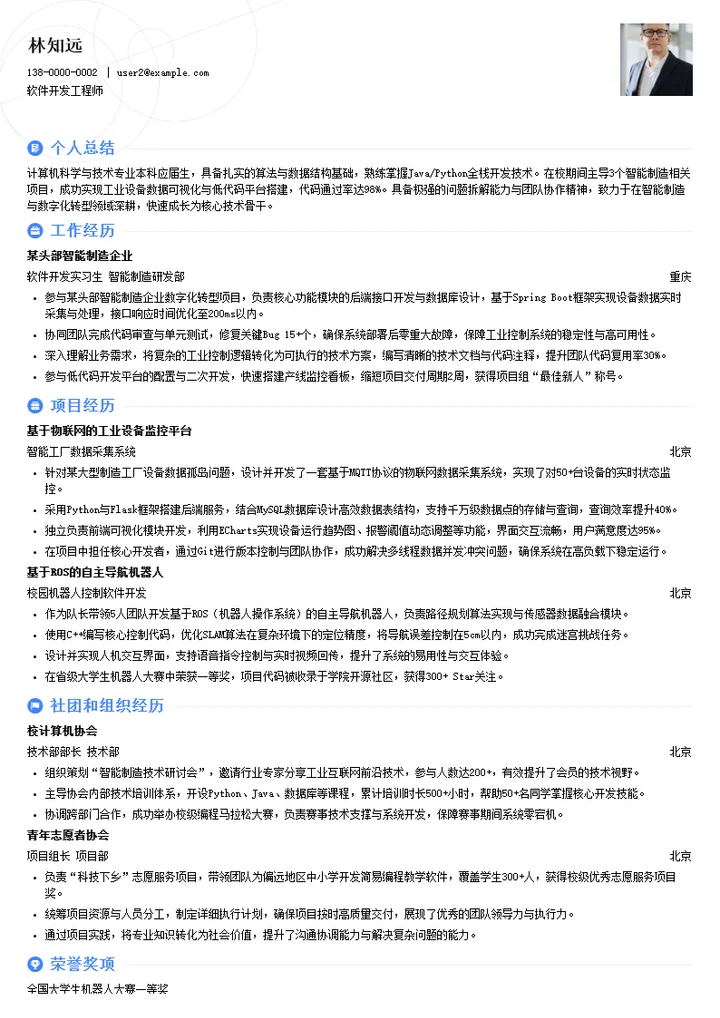 林知远
138-0000-0002 | user2@example.com
软件开发工程师
个人总结
计算机科学与技术专业本科应届生，具备扎实的算法与数据结构基础，熟练掌握Java/Python全栈开发技术。在校期间主导3个智能制造相关
项目，成功实现工业设备数据可视化与低代码平台搭建，代码通过率达98%。具备极强的问题拆解能力与团队协作精神，致力于在智能制造
与数字化转型领域深耕，快速成长为核心技术骨干。
工作经历
某头部智能制造企业
软件开发实习生 智能制造研发部 重庆
• 参与某头部智能制造企业数字化转型项目，负责核心功能模块的后端接口开发与数据库设计，基于Spring Boot框架实现设备数据实时
采集与处理，接口响应时间优化至200ms以内。
• 协同团队完成代码审查与单元测试，修复关键Bug 15+个，确保系统部署后零重大故障，保障工业控制系统的稳定性与高可用性。
• 深入理解业务需求，将复杂的工业控制逻辑转化为可执行的技术方案，编写清晰的技术文档与代码注释，提升团队代码复用率30%。
• 参与低代码开发平台的配置与二次开发，快速搭建产线监控看板，缩短项目交付周期2周，获得项目组“最佳新人”称号。
项目经历
基于物联网的工业设备监控平台
智能工厂数据采集系统 北京
• 针对某大型制造工厂设备数据孤岛问题，设计并开发了一套基于MQTT协议的物联网数据采集系统，实现了对50+台设备的实时状态监
控。
• 采用Python与Flask框架搭建后端服务，结合MySQL数据库设计高效数据表结构，支持千万级数据点的存储与查询，查询效率提升40%。
• 独立负责前端可视化模块开发，利用ECharts实现设备运行趋势图、报警阈值动态调整等功能，界面交互流畅，用户满意度达95%。
• 在项目中担任核心开发者，通过Git进行版本控制与团队协作，成功解决多线程数据并发冲突问题，确保系统在高负载下稳定运行。
基于ROS的自主导航机器人
校园机器人控制软件开发 北京
• 作为队长带领5人团队开发基于ROS（机器人操作系统）的自主导航机器人，负责路径规划算法实现与传感器数据融合模块。
• 使用C++编写核心控制代码，优化SLAM算法在复杂环境下的定位精度，将导航误差控制在5cm以内，成功完成迷宫挑战任务。
• 设计并实现人机交互界面，支持语音指令控制与实时视频回传，提升了系统的易用性与交互体验。
• 在省级大学生机器人大赛中荣获一等奖，项目代码被收录于学院开源社区，获得300+ Star关注。
社团和组织经历
校计算机协会
技术部部长 技术部 北京
• 组织策划“智能制造技术研讨会”，邀请行业专家分享工业互联网前沿技术，参与人数达200+，有效提升了会员的技术视野。
• 主导协会内部技术培训体系，开设Python、Java、数据库等课程，累计培训时长500+小时，帮助50+名同学掌握核心开发技能。
• 协调跨部门合作，成功举办校级编程马拉松大赛，负责赛事技术支撑与系统开发，保障赛事期间系统零宕机。
青年志愿者协会
项目组长 项目部 北京
• 负责“科技下乡”志愿服务项目，带领团队为偏远地区中小学开发简易编程教学软件，覆盖学生300+人，获得校级优秀志愿服务项目
奖。
• 统筹项目资源与人员分工，制定详细执行计划，确保项目按时高质量交付，展现了优秀的团队领导力与执行力。
• 通过项目实践，将专业知识转化为社会价值，提升了沟通协调能力与解决复杂问题的能力。
荣誉奖项
全国大学生机器人大赛一等奖